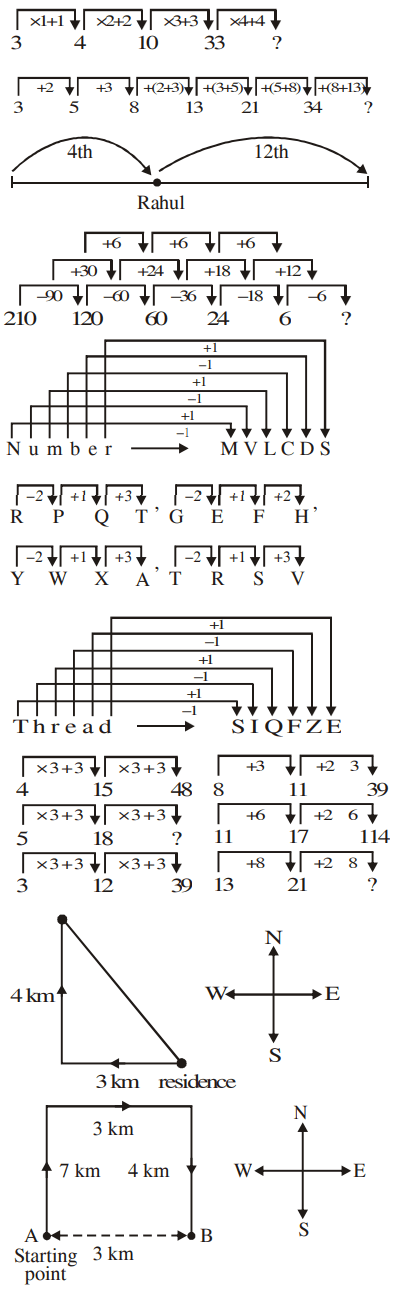 ×1+1 ×2+2 ×3+3 ×4+4
3 4 10 33 ?
+2 +3 +(2+3) +(3+5) +(5+8) +(8+13)
3 5 8 13 21 34 ?
4th 12th
Rahul
+6 +6 +6
+30 +24 +18 +12
−90 −60 −36 −18 −6
210 120 60 24 6 ?
+1
−1
+1
−1
+1
−1
N u m b e r M V L C D S
−2 +1 +3 −2 +1 +2
R P Q T , G E F H ,
−2 +1 +3 −2 +1 +3
Y W X A , T R S V
+1
−1
+1
−1
+1
−1
T h r e a d S I Q F Z E
×3+3 ×3+3 +3 +2 3
4 15 48 8 11 39
×3+3 ×3+3 +6 +2 6
5 18 ? 11 17 114
×3+3 ×3+3 +8 +2 8
3 12 39 13 21 ?
N
4 km W E
S
3 km residence
N
3 km
7 km 4 km W E
S
A B
Starting 3 km
point